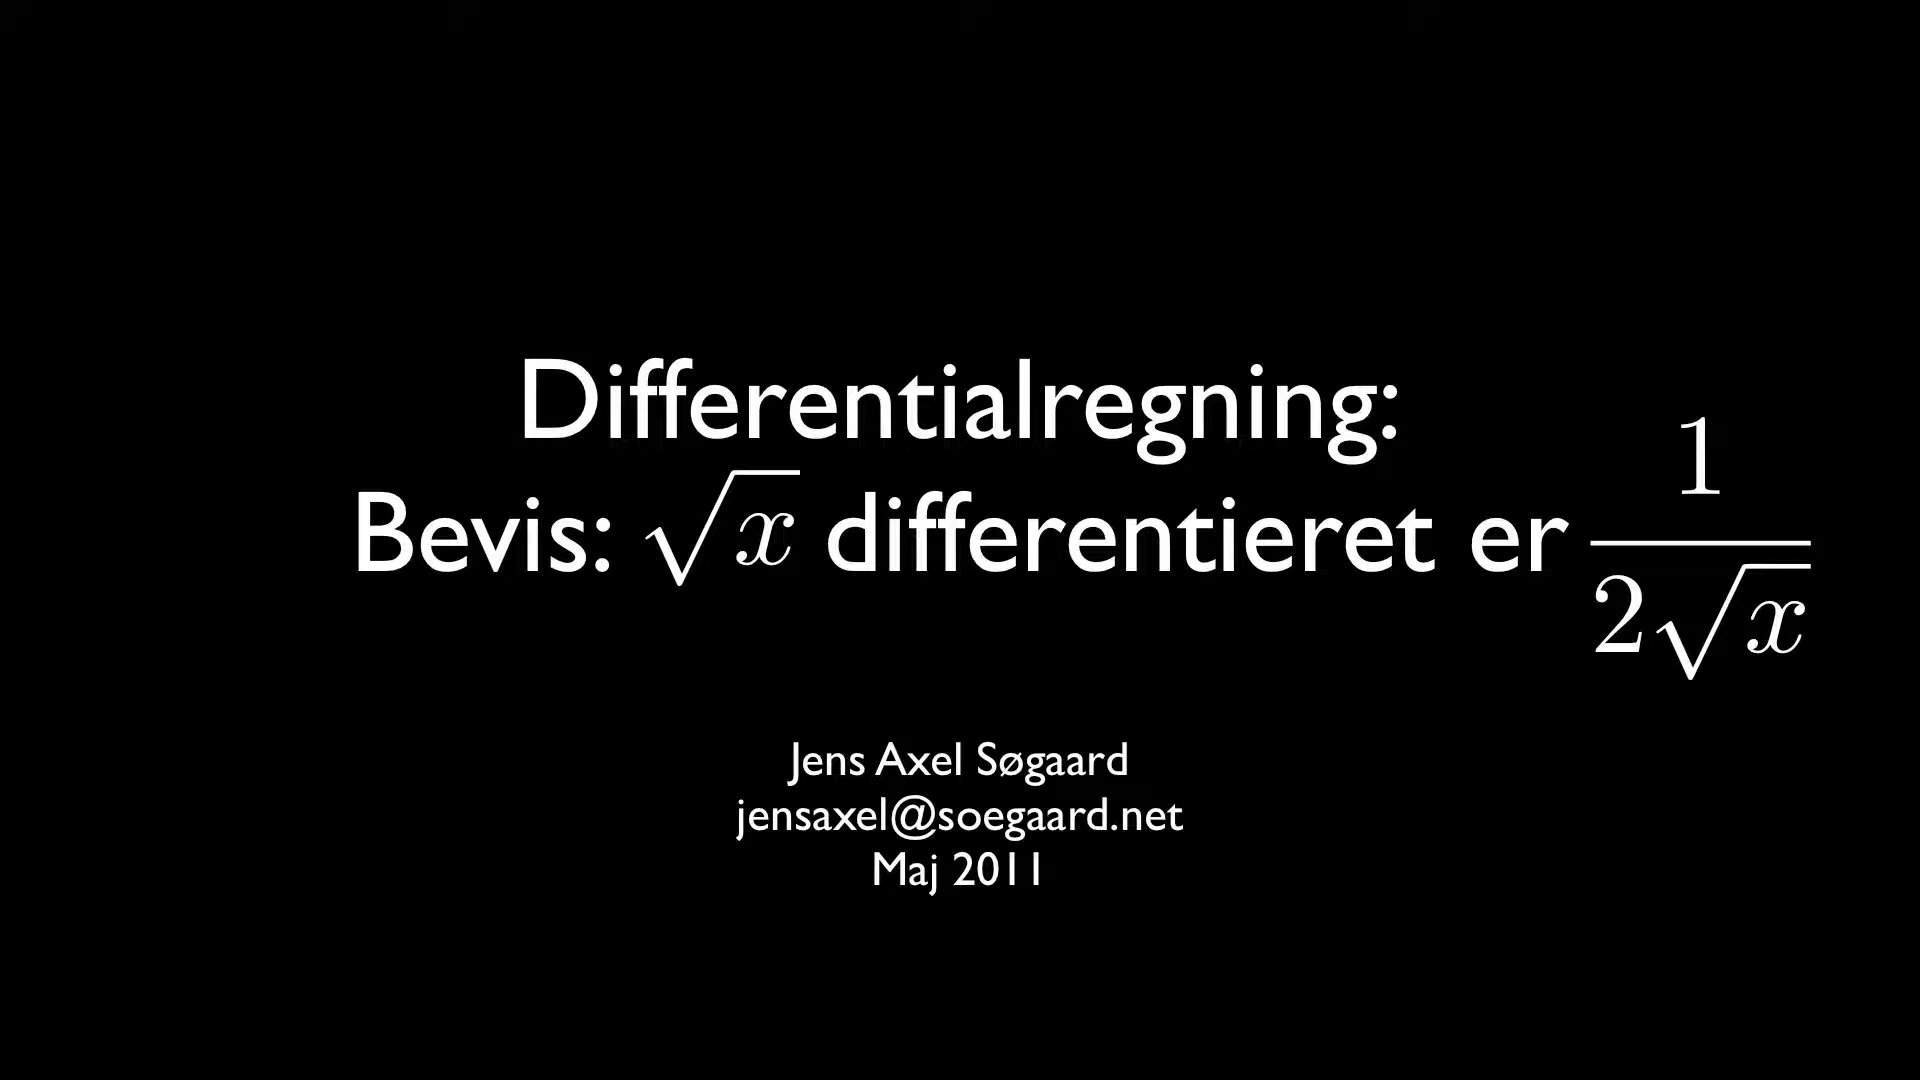 Differentialregning:
Bevis: √x differentieret er 1/(2√x)
Jens Axel Søgaard
jensaxel@soegaard.net
Maj 2011